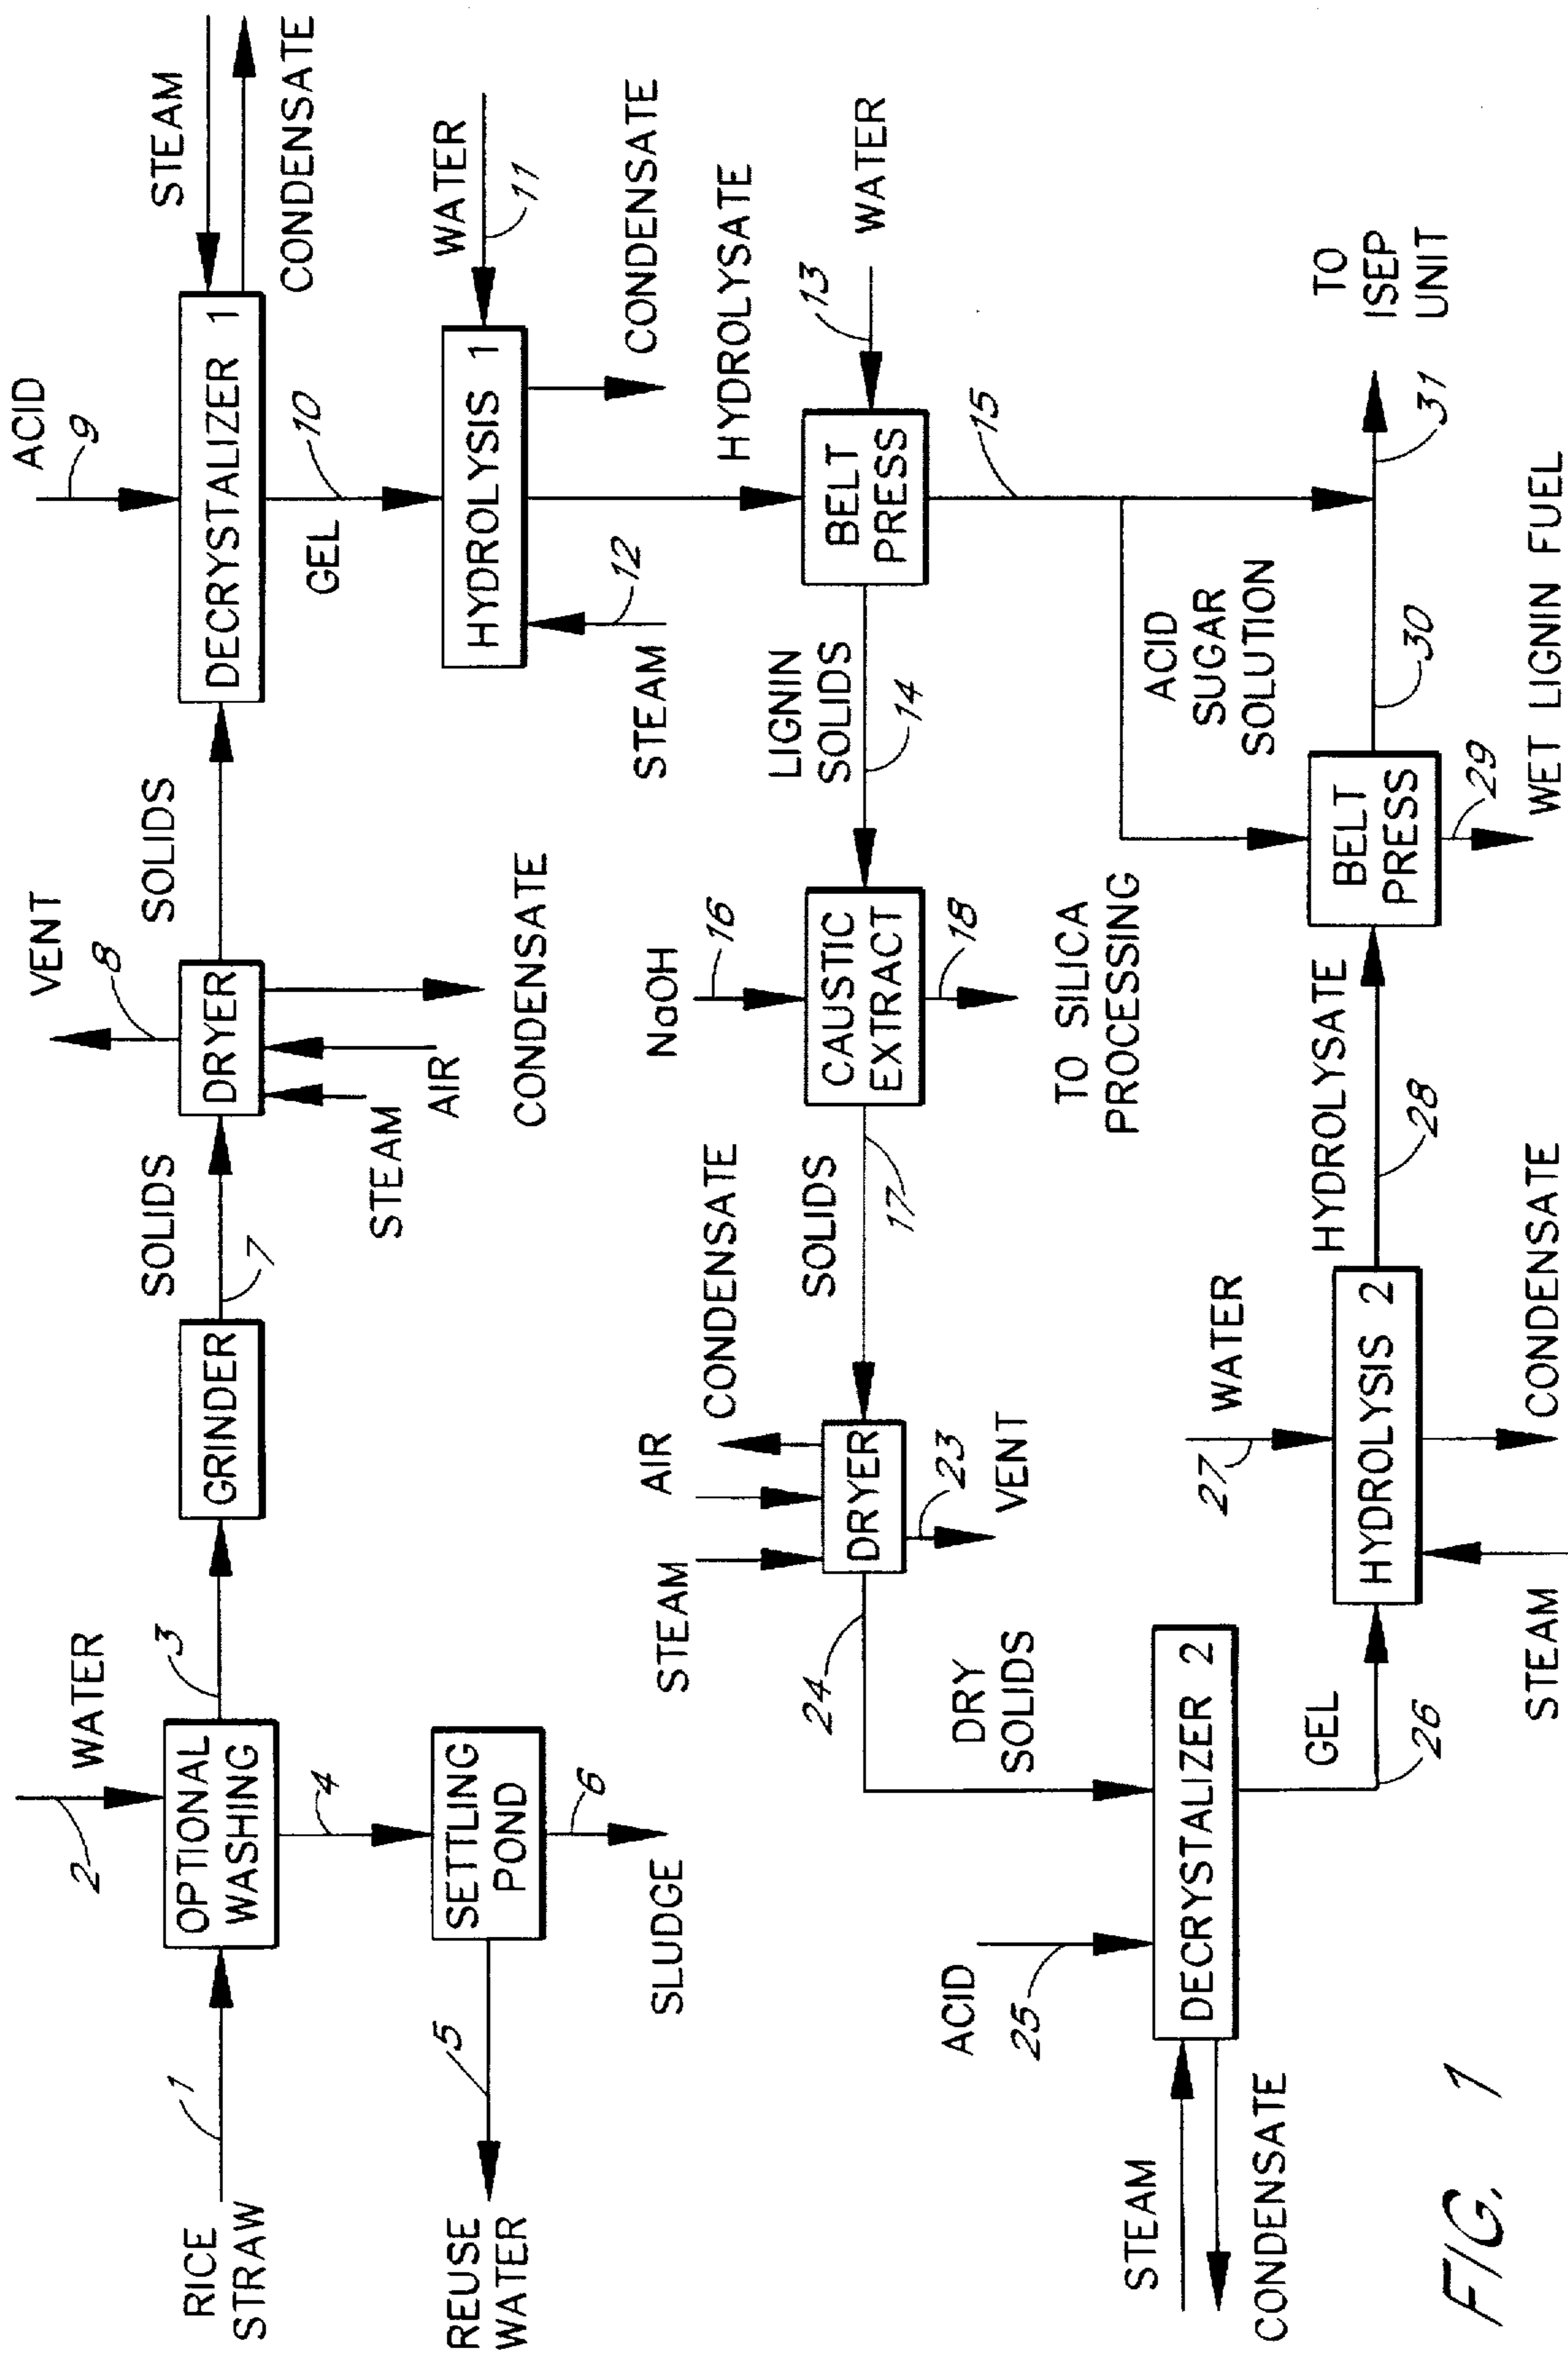 RICE
STRAW
1
2
WATER
OPTIONAL
WASHING
3
4
SETTLING
POND
5
REUSE
WATER
6
SLUDGE
GRINDER
7
SOLIDS
DRYER
8
VENT
STEAM
AIR
CONDENSATE
SOLIDS
ACID
9
DECRYSTALIZER 1
STEAM
CONDENSATE
10
GEL
HYDROLYSIS 1
WATER
11
STEAM
12
CONDENSATE
HYDROLYSATE
BELT
PRESS
13
WATER
LIGNIN
SOLIDS
14
15
NaOH
16
CAUSTIC
EXTRACT
18
TO SILICA
PROCESSING
SOLIDS
17
STEAM
AIR
CONDENSATE
DRYER
23
VENT
24
DRY
SOLIDS
ACID
25
DECRYSTALIZER 2
STEAM
CONDENSATE
GEL
26
WATER
27
HYDROLYSIS 2
STEAM
CONDENSATE
HYDROLYSATE
28
ACID
SUGAR
SOLUTION
BELT
PRESS
29
WET LIGNIN FUEL
30
31
TO
ISEP
UNIT
FIG. 1